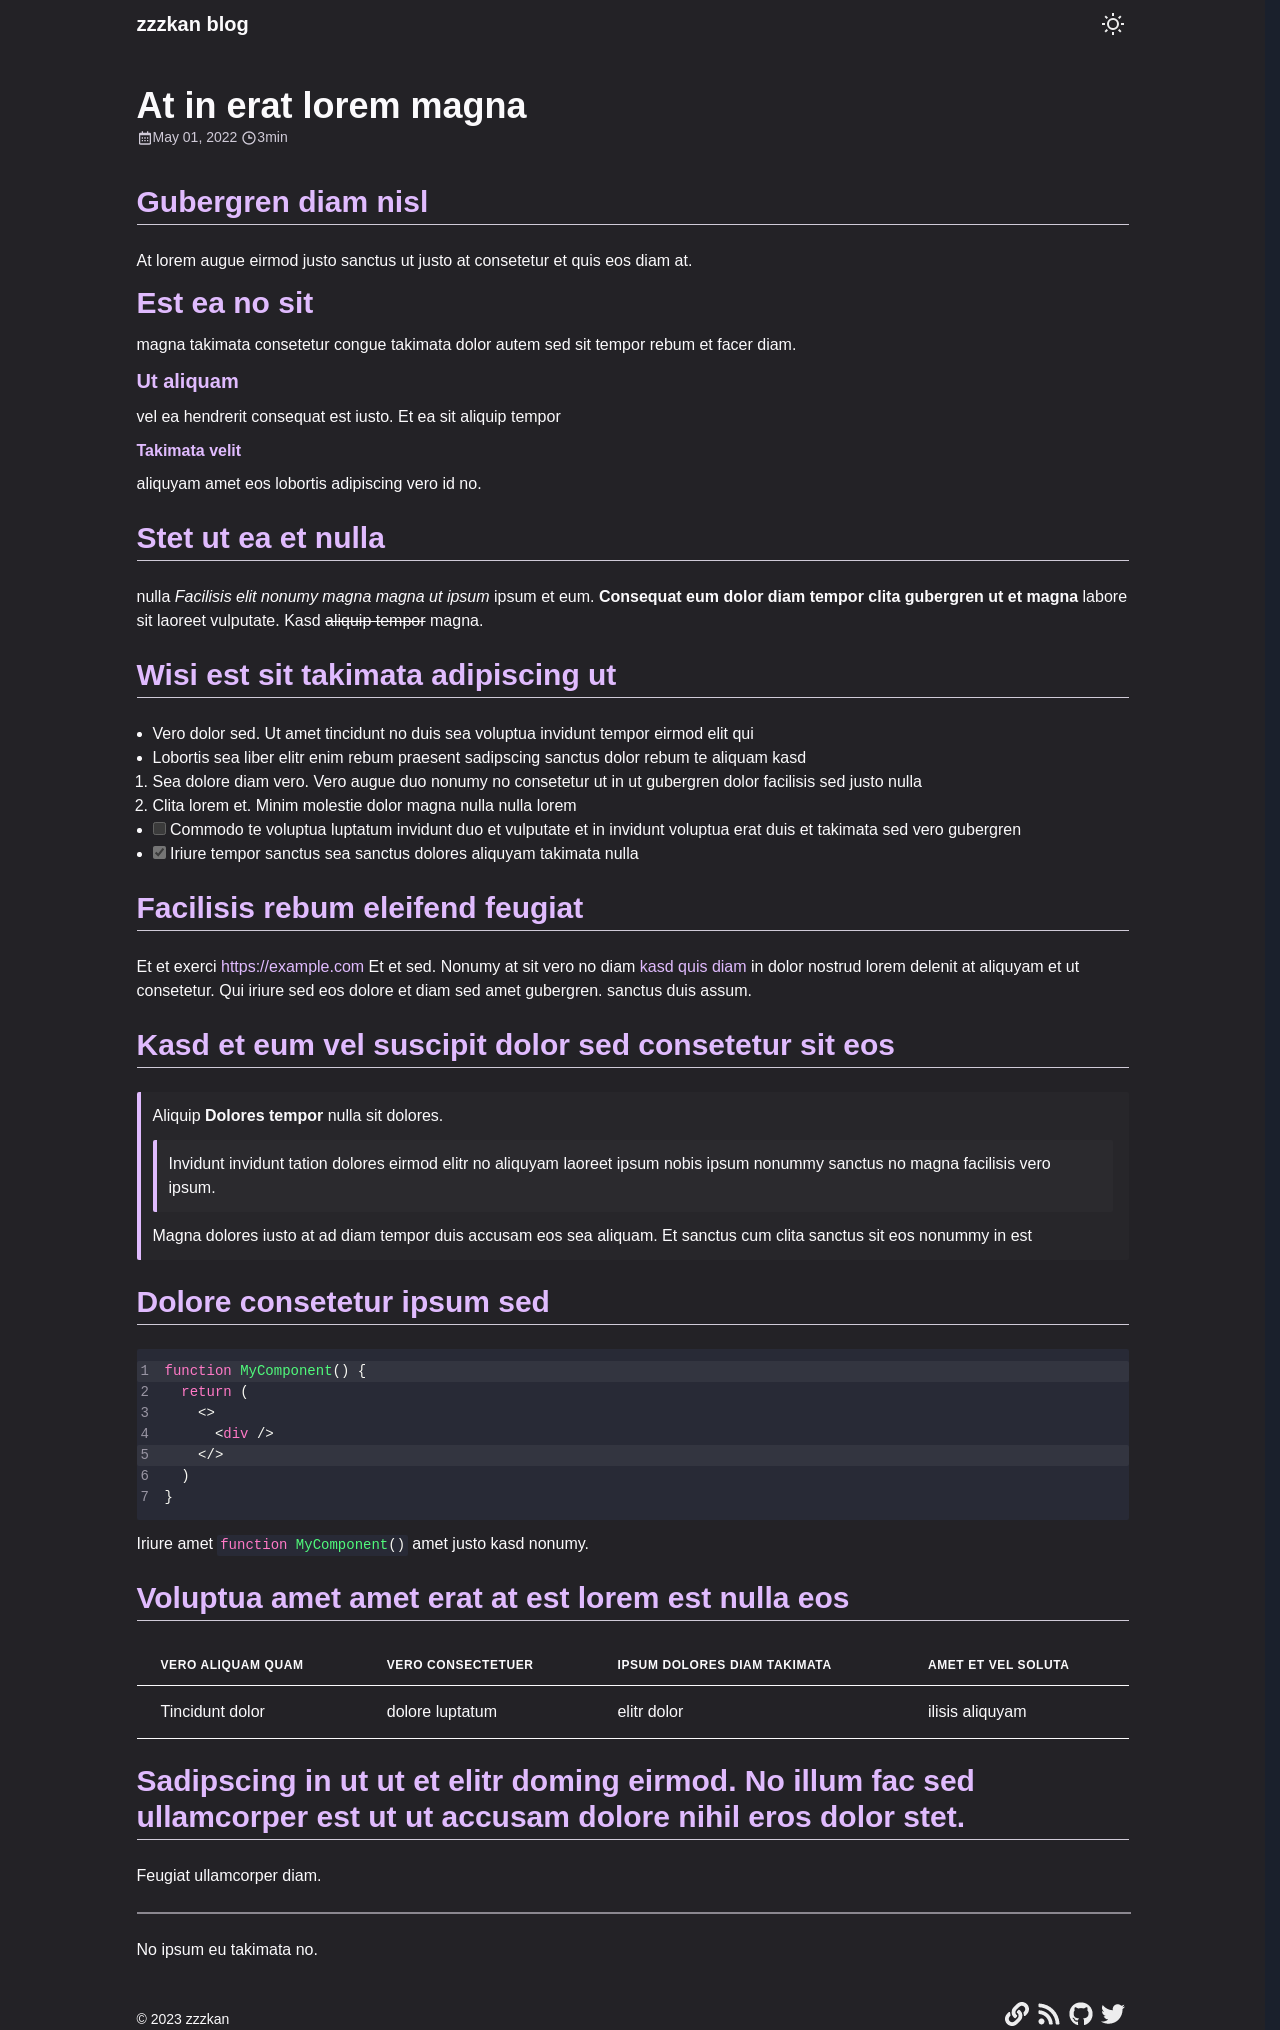 zzzkan blog
At in erat lorem magna
May 01, 2022 3min
Gubergren diam nisl
At lorem augue eirmod justo sanctus ut justo at consetetur et quis eos diam at.
Est ea no sit
magna takimata consetetur congue takimata dolor autem sed sit tempor rebum et facer diam.
Ut aliquam
vel ea hendrerit consequat est iusto. Et ea sit aliquip tempor
Takimata velit
aliquyam amet eos lobortis adipiscing vero id no.
Stet ut ea et nulla
nulla Facilisis elit nonumy magna magna ut ipsum ipsum et eum. Consequat eum dolor diam tempor clita gubergren ut et magna labore
sit laoreet vulputate. Kasd aliquip tempor magna.
Wisi est sit takimata adipiscing ut
• Vero dolor sed. Ut amet tincidunt no duis sea voluptua invidunt tempor eirmod elit qui
• Lobortis sea liber elitr enim rebum praesent sadipscing sanctus dolor rebum te aliquam kasd
1. Sea dolore diam vero. Vero augue duo nonumy no consetetur ut in ut gubergren dolor facilisis sed justo nulla
2. Clita lorem et. Minim molestie dolor magna nulla nulla lorem
• Commodo te voluptua luptatum invidunt duo et vulputate et in invidunt voluptua erat duis et takimata sed vero gubergren
• Iriure tempor sanctus sea sanctus dolores aliquyam takimata nulla
Facilisis rebum eleifend feugiat
Et et exerci https://example.com Et et sed. Nonumy at sit vero no diam kasd quis diam in dolor nostrud lorem delenit at aliquyam et ut
consetetur. Qui iriure sed eos dolore et diam sed amet gubergren. sanctus duis assum.
Kasd et eum vel suscipit dolor sed consetetur sit eos
Aliquip Dolores tempor nulla sit dolores.
Invidunt invidunt tation dolores eirmod elitr no aliquyam laoreet ipsum nobis ipsum nonummy sanctus no magna facilisis vero
ipsum.
Magna dolores iusto at ad diam tempor duis accusam eos sea aliquam. Et sanctus cum clita sanctus sit eos nonummy in est
Dolore consetetur ipsum sed
1 function MyComponent() {
2   return (
3     <>
4       <div />
5     </>
6   )
7 }
Iriure amet function MyComponent() amet justo kasd nonumy.
Voluptua amet amet erat at est lorem est nulla eos
VERO ALIQUAM QUAM VERO CONSECTETUER IPSUM DOLORES DIAM TAKIMATA AMET ET VEL SOLUTA
Tincidunt dolor dolore luptatum elitr dolor ilisis aliquyam
Sadipscing in ut ut et elitr doming eirmod. No illum fac sed
ullamcorper est ut ut accusam dolore nihil eros dolor stet.
Feugiat ullamcorper diam.
No ipsum eu takimata no.
© 2023 zzzkan